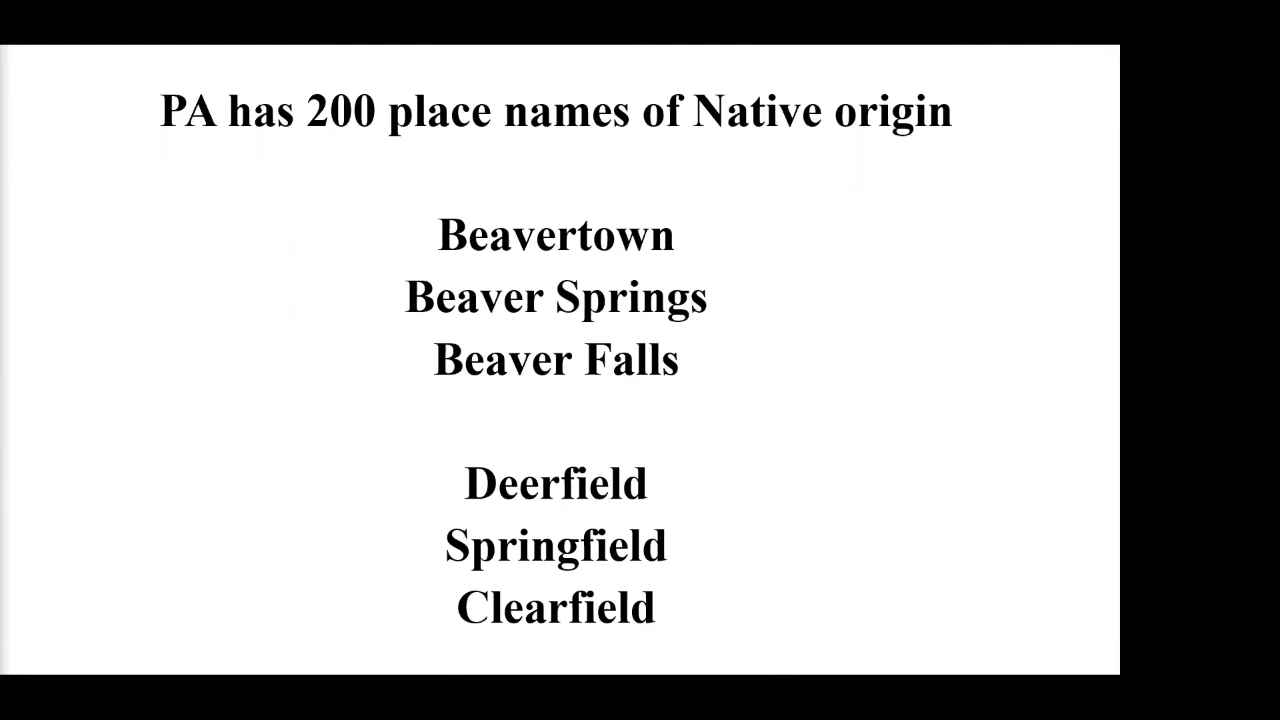 PA has 200 place names of Native origin
Beavertown
Beaver Springs
Beaver Falls
Deerfield
Springfield
Clearfield